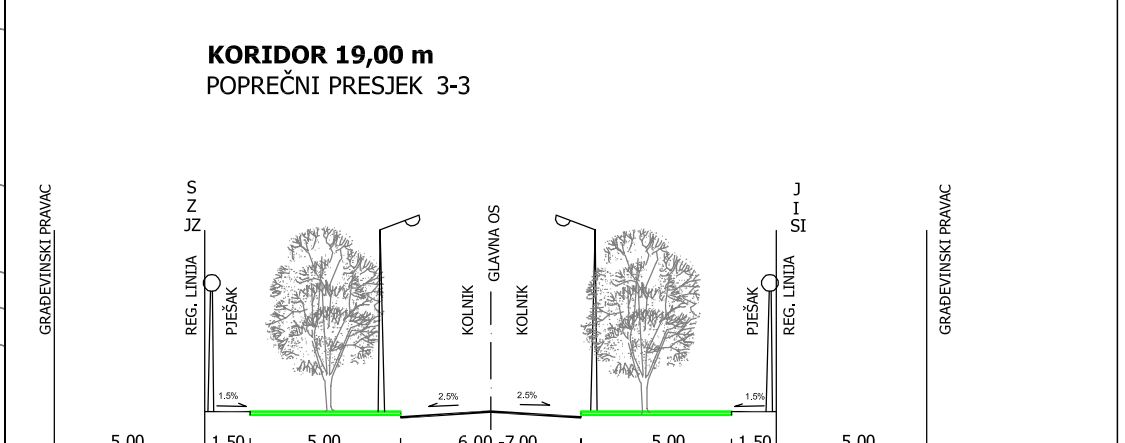 KORIDOR 19,00 m
POPREČNI PRESJEK 3-3
GRAĐEVINSKI PRAVAC
S
Z
JZ
REG. LINIJA
PJEŠAK
KOLNIK
GLAVNA OS
KOLNIK
PJEŠAK
J
I
SI
REG. LINIJA
GRAĐEVINSKI PRAVAC
1.5%
2.5%
2.5%
1.5%
5.00 1.50 5.00 6.00 -7.00 5.00 1.50 5.00